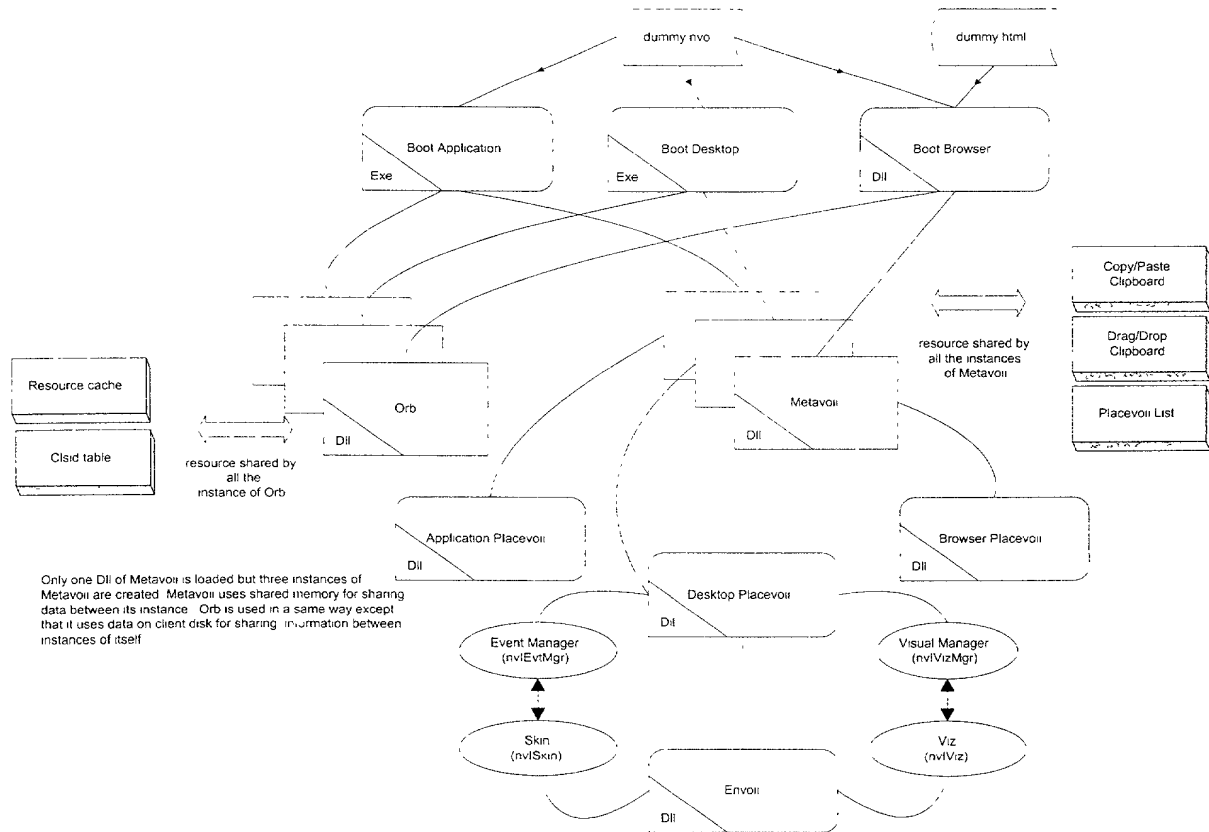 dummy nvo
dummy html
Boot Application
Exe
Boot Desktop
Exe
Boot Browser
Dll
Copy/Paste
Clipboard
Drag/Drop
Clipboard
Placevoii List
resource shared by
all the instances
of Metavoii
Resource cache
Clsid table
resource shared by
all the
instance of Orb
Orb
Dll
Metavoii
Dll
Application Placevoii
Dll
Browser Placevoii
Dll
Desktop Placevoii
Dll
Only one Dll of Metavoii is loaded but three instances of
Metavoii are created Metavoii uses shared memory for sharing
data between its instance Orb is used in a same way except
that it uses data on client disk for sharing information between
instances of itself
Event Manager
(nvIEvtMgr)
Visual Manager
(nvIVizMgr)
Skin
(nvISkin)
Viz
(nvIViz)
Envoii
Dll